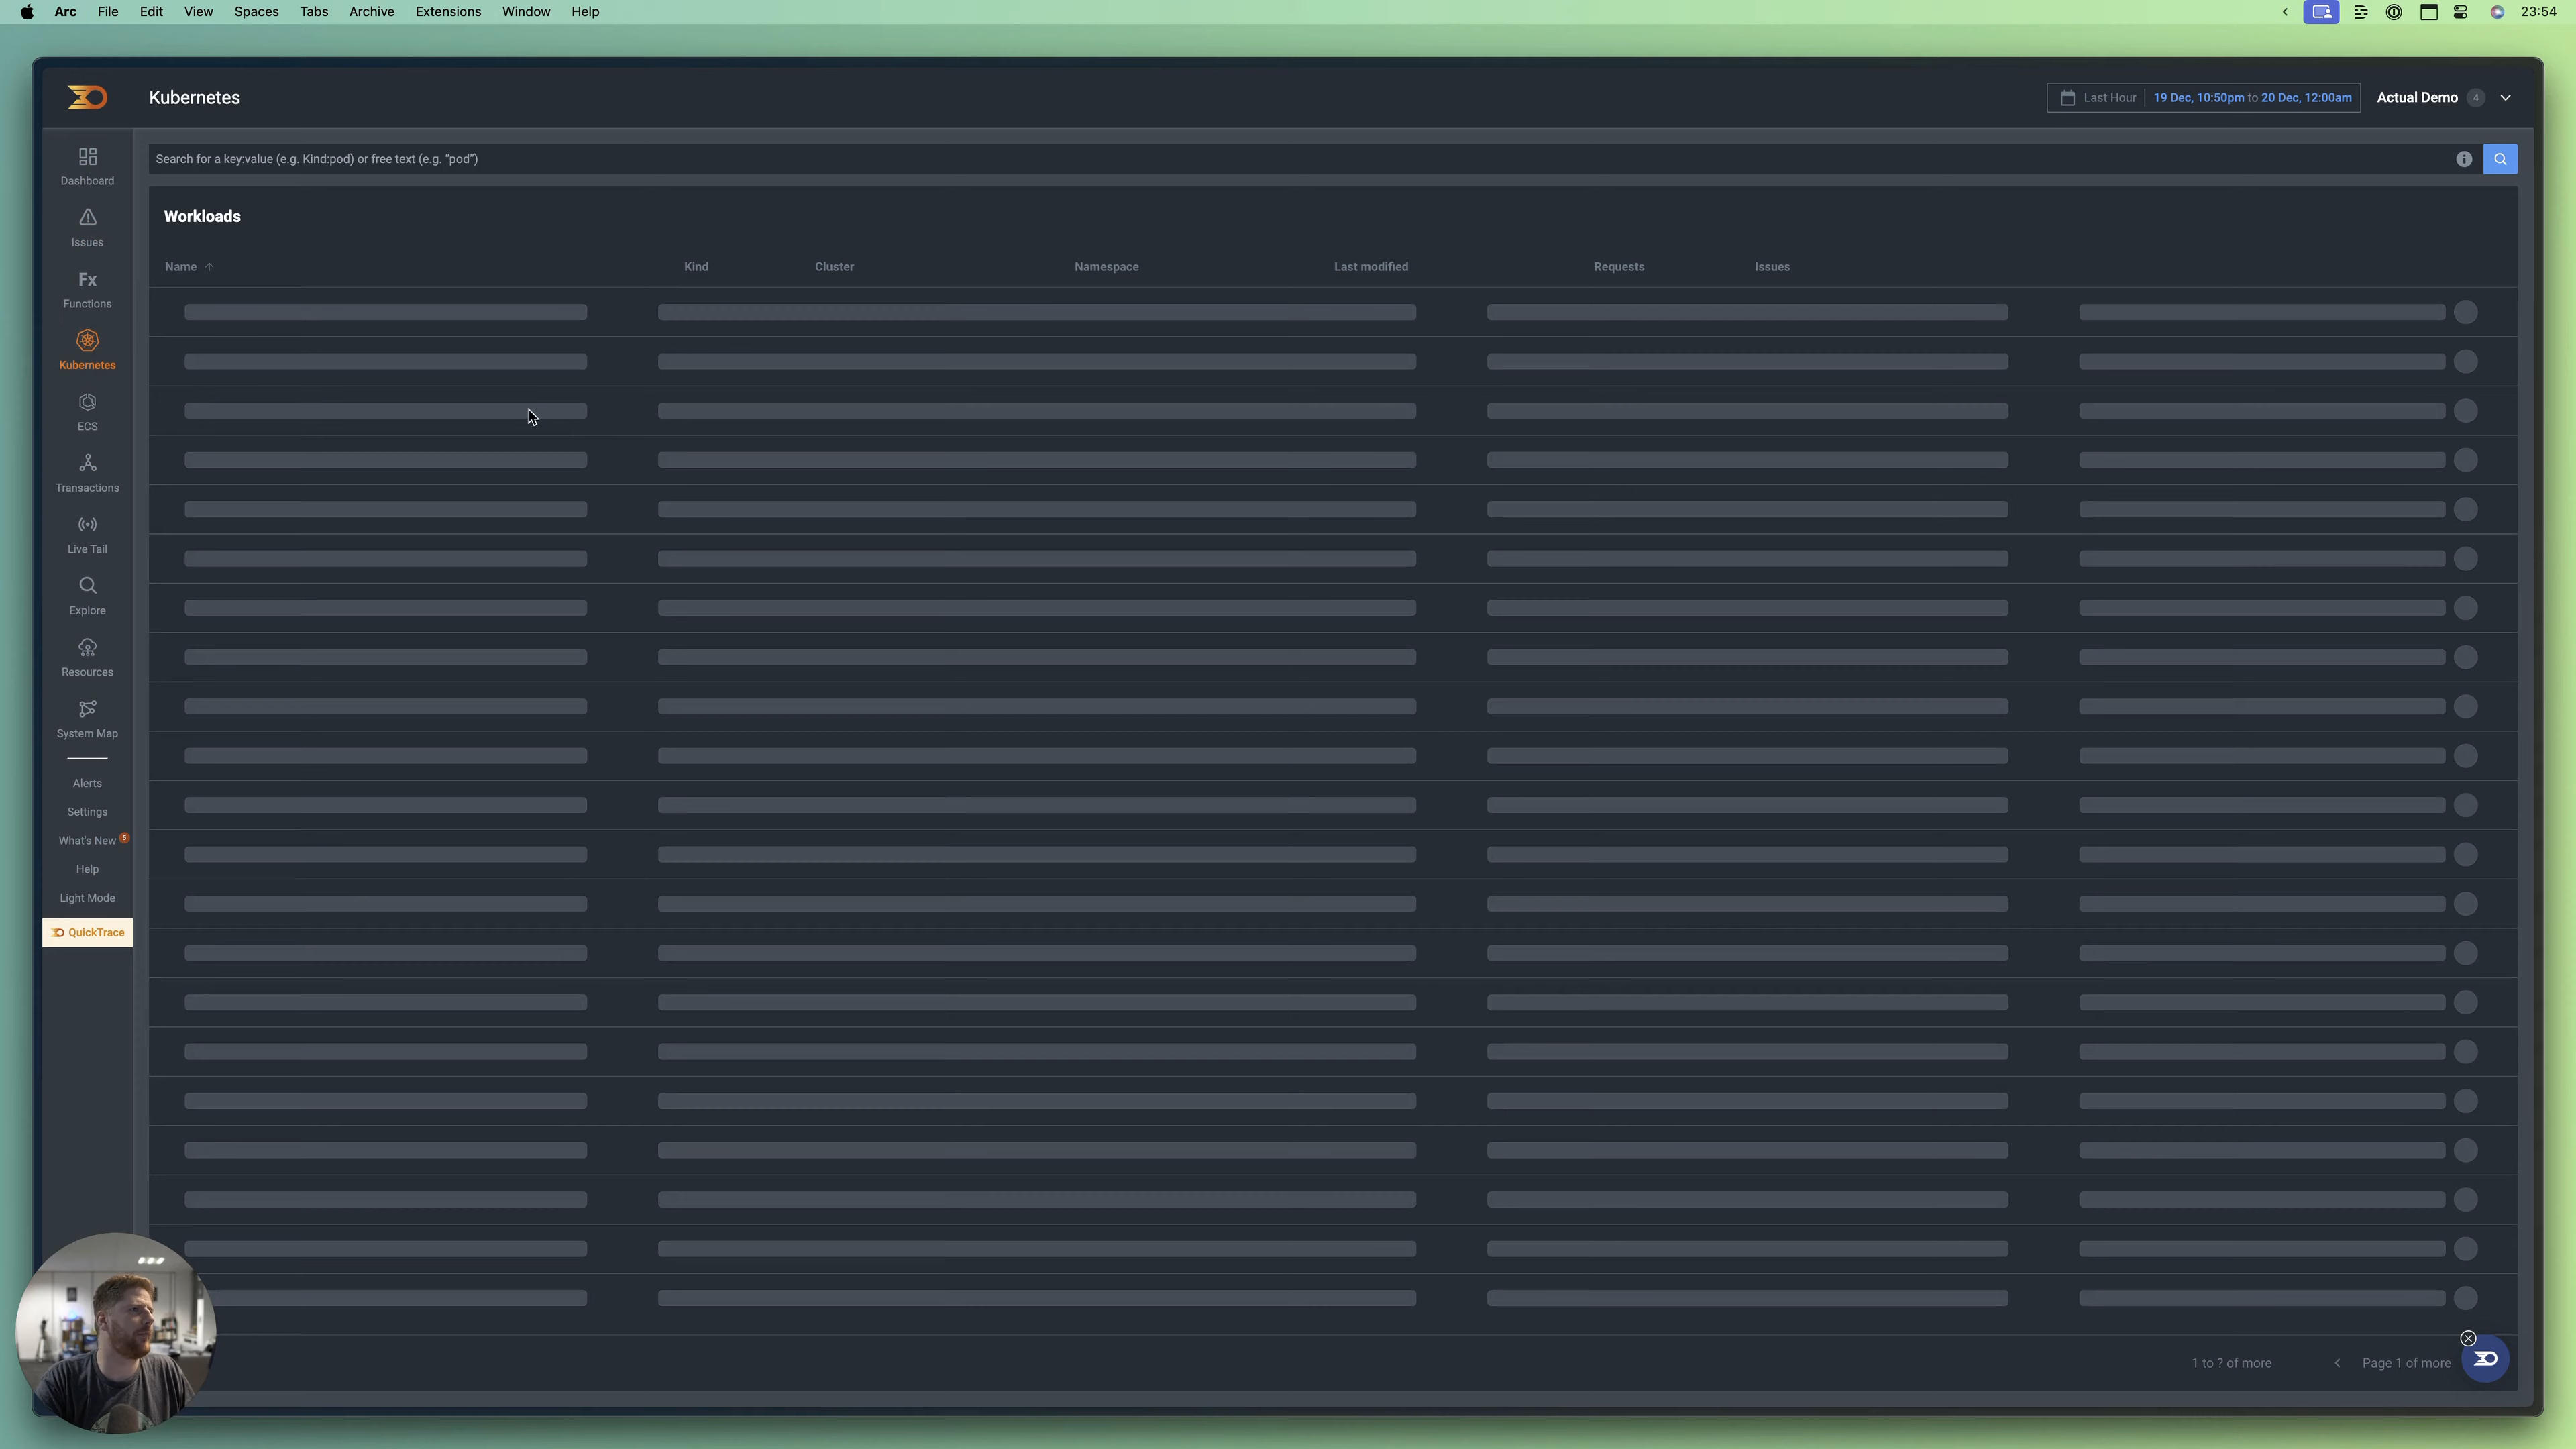 Arc File Edit View Spaces Tabs Archive Extensions Window Help 23:54
Kubernetes Last Hour 19 Dec, 10:50pm to 20 Dec, 12:00am Actual Demo 4
Search for a key:value (e.g. Kind:pod) or free text (e.g. "pod")
Workloads
Name Kind Cluster Namespace Last modified Requests Issues
Dashboard
Issues
Fx
Functions
Kubernetes
ECS
Transactions
Live Tail
Explore
Resources
System Map
Alerts
Settings
What's New 5
Help
Light Mode
QuickTrace
1 to ? of more Page 1 of more